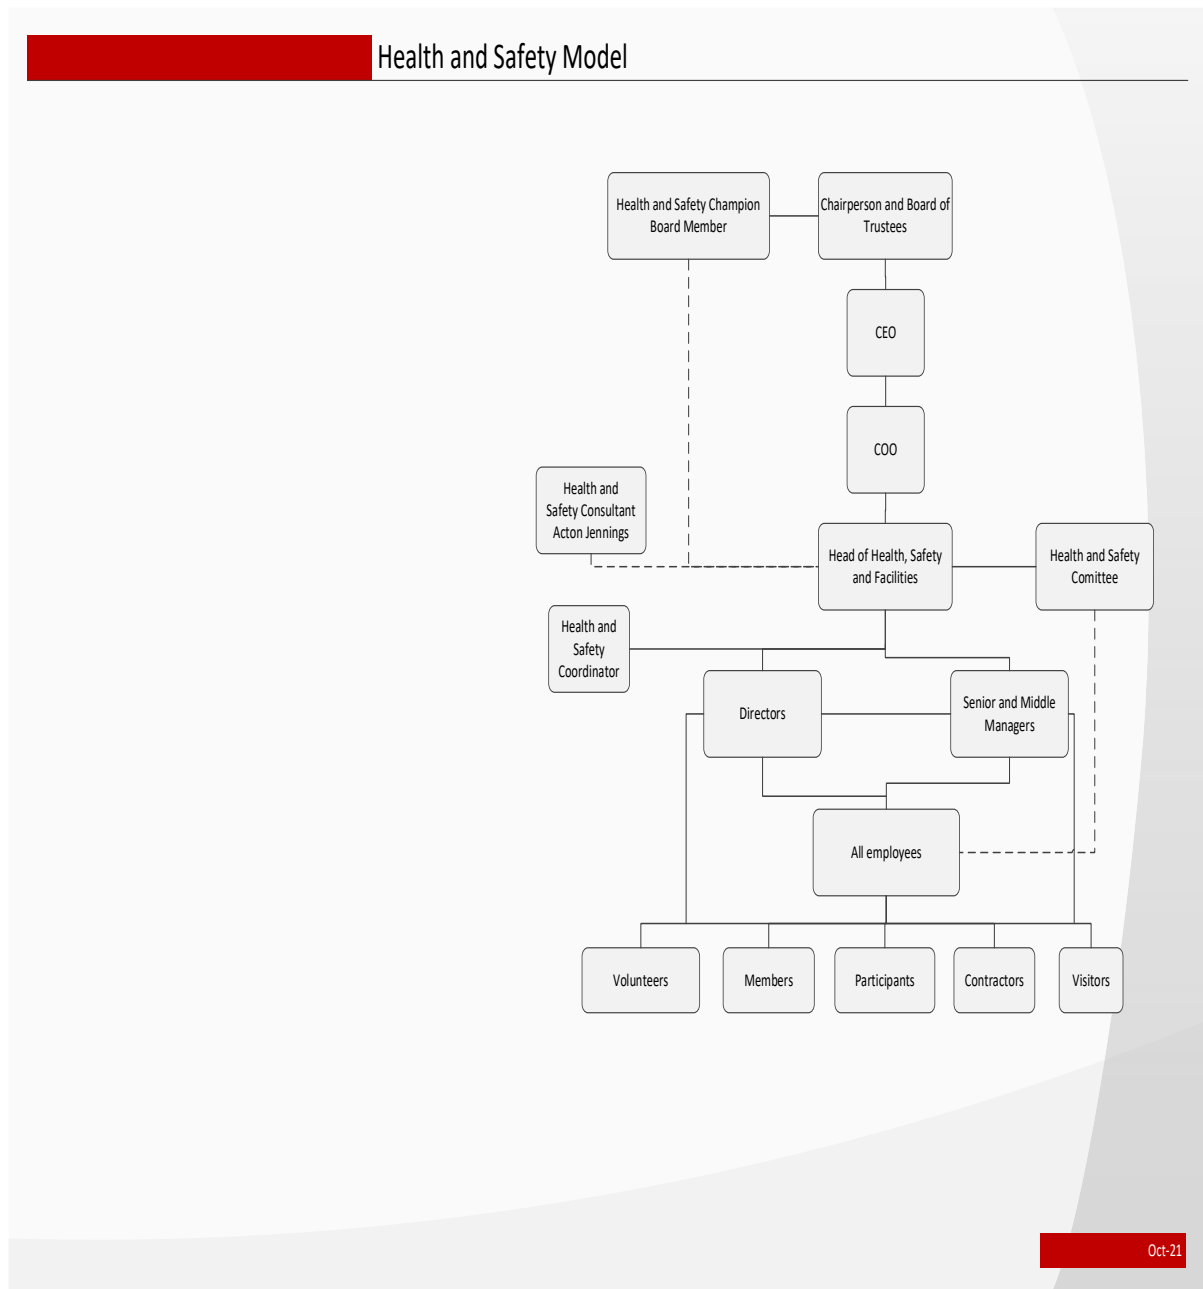 Health and Safety Model
Health and Safety Champion
Board Member
Chairperson and Board of
Trustees
CEO
COO
Health and
Safety Consultant
Acton Jennings
Head of Health, Safety
and Facilities
Health and Safety
Comittee
Health and
Safety
Coordinator
Directors
Senior and Middle
Managers
All employees
Volunteers
Members
Participants
Contractors
Visitors
Oct-21